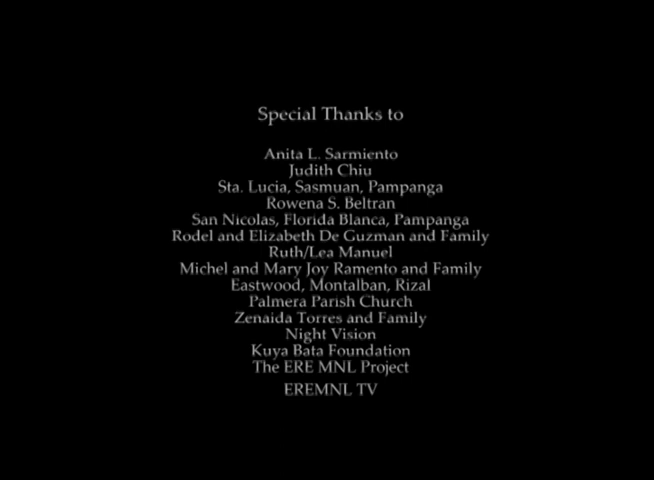 Special Thanks to
Anita L. Sarmiento
Judith Chiu
Sta. Lucia, Sasmuan, Pampanga
Rowena S. Beltran
San Nicolas, Florida Blanca, Pampanga
Rodel and Elizabeth De Guzman and Family
Ruth/Lea Manuel
Michel and Mary Joy Ramento and Family
Eastwood, Montalban, Rizal
Palmera Parish Church
Zenaida Torres and Family
Night Vision
Kuya Bata Foundation
The ERE MNL Project
EREMNL TV